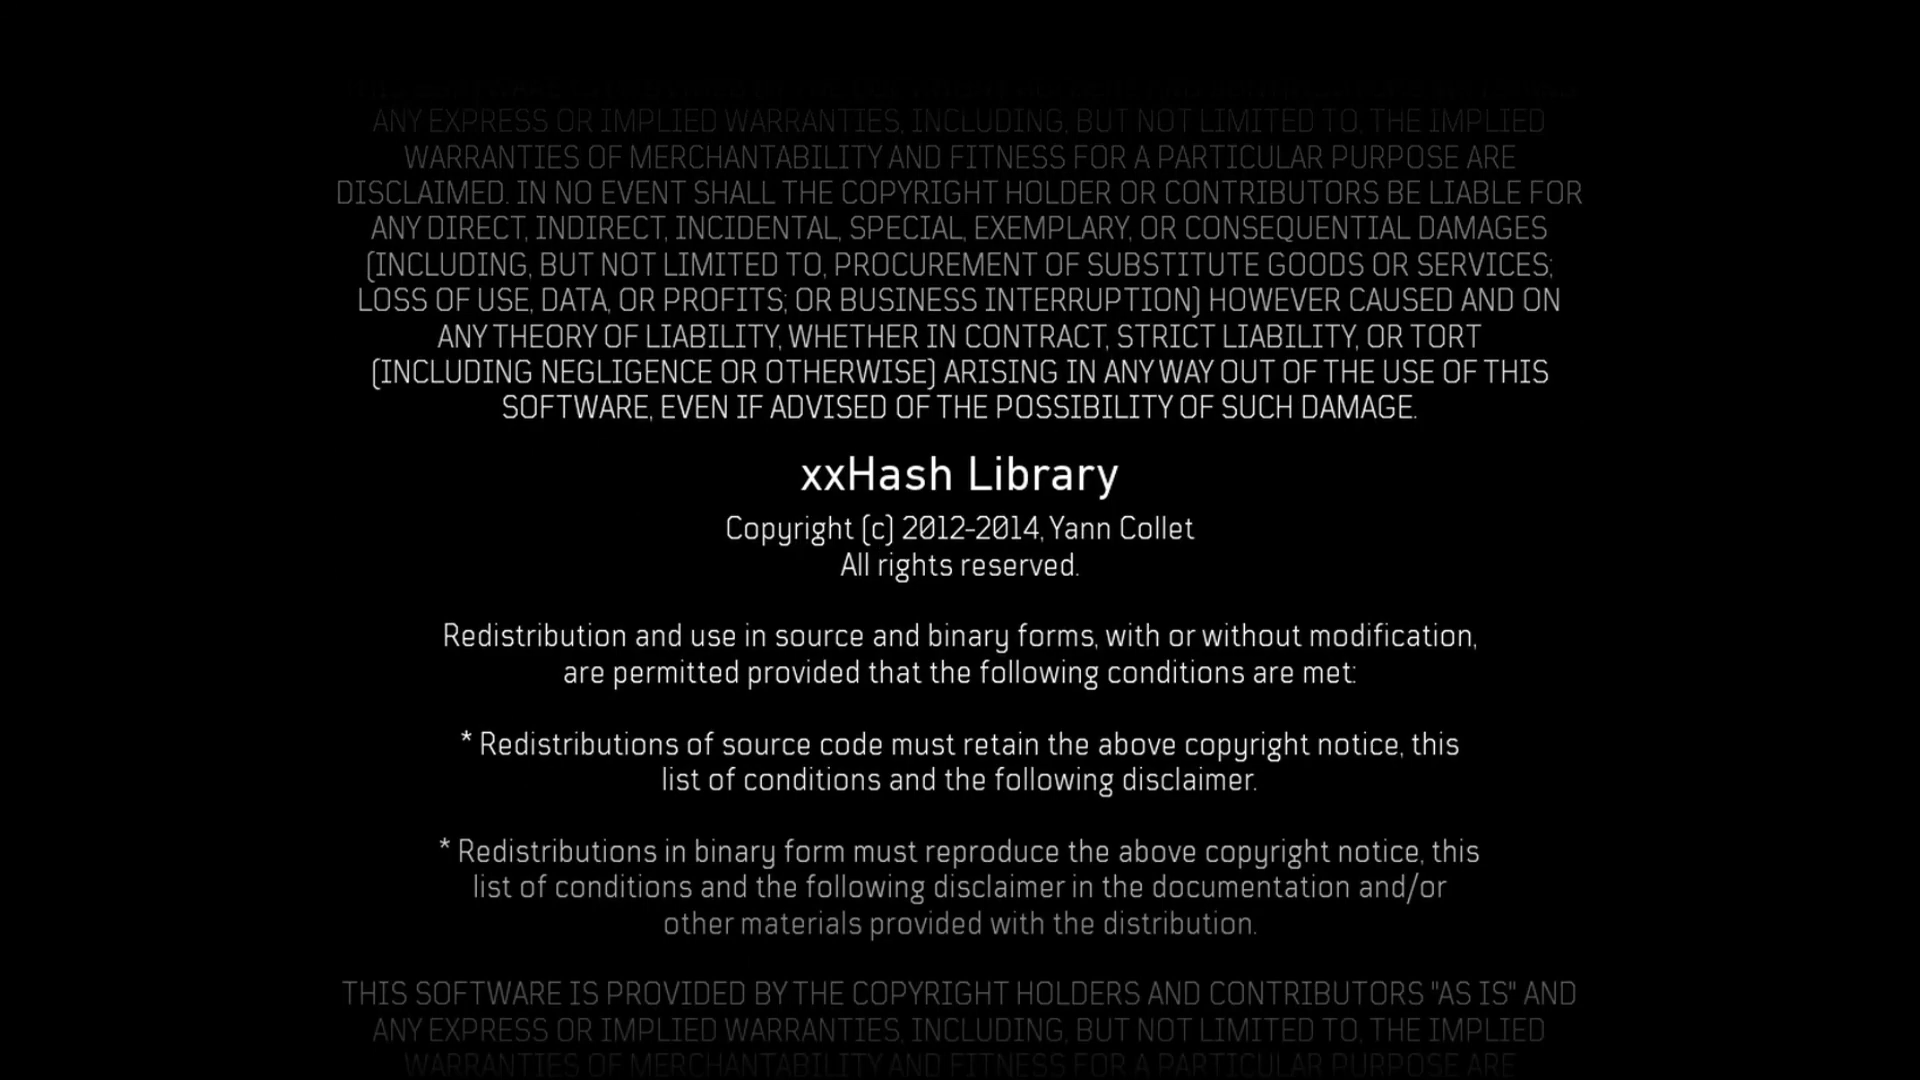 ANY EXPRESS OR IMPLIED WARRANTIES, INCLUDING, BUT NOT LIMITED TO, THE IMPLIED
WARRANTIES OF MERCHANTABILITY AND FITNESS FOR A PARTICULAR PURPOSE ARE
DISCLAIMED. IN NO EVENT SHALL THE COPYRIGHT HOLDER OR CONTRIBUTORS BE LIABLE FOR
ANY DIRECT, INDIRECT, INCIDENTAL, SPECIAL, EXEMPLARY, OR CONSEQUENTIAL DAMAGES
(INCLUDING, BUT NOT LIMITED TO, PROCUREMENT OF SUBSTITUTE GOODS OR SERVICES;
LOSS OF USE, DATA, OR PROFITS; OR BUSINESS INTERRUPTION) HOWEVER CAUSED AND ON
ANY THEORY OF LIABILITY, WHETHER IN CONTRACT, STRICT LIABILITY, OR TORT
(INCLUDING NEGLIGENCE OR OTHERWISE) ARISING IN ANY WAY OUT OF THE USE OF THIS
SOFTWARE, EVEN IF ADVISED OF THE POSSIBILITY OF SUCH DAMAGE.
xxHash Library
Copyright (c) 2012-2014, Yann Collet
All rights reserved.
Redistribution and use in source and binary forms, with or without modification,
are permitted provided that the following conditions are met:
* Redistributions of source code must retain the above copyright notice, this
list of conditions and the following disclaimer.
* Redistributions in binary form must reproduce the above copyright notice, this
list of conditions and the following disclaimer in the documentation and/or
other materials provided with the distribution.
THIS SOFTWARE IS PROVIDED BY THE COPYRIGHT HOLDERS AND CONTRIBUTORS "AS IS" AND
ANY EXPRESS OR IMPLIED WARRANTIES, INCLUDING, BUT NOT LIMITED TO, THE IMPLIED
WARRANTIES OF MERCHANTABILITY AND FITNESS FOR A PARTICULAR PURPOSE ARE